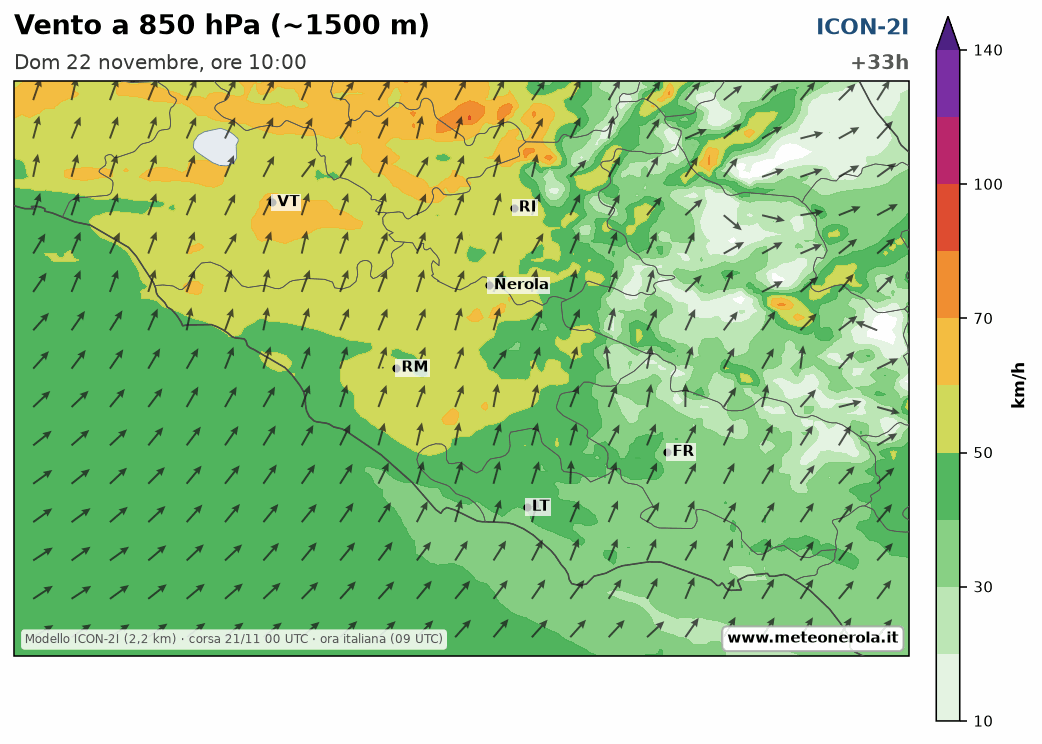 Vento a 850 hPa (~1500 m)
ICON-2I
Dom 22 novembre, ore 10:00
+33h
140
100
70
50
30
10
km/h
VT
RI
Nerola
RM
FR
LT
Modello ICON-2I (2,2 km) · corsa 21/11 00 UTC · ora italiana (09 UTC)
www.meteonerola.it